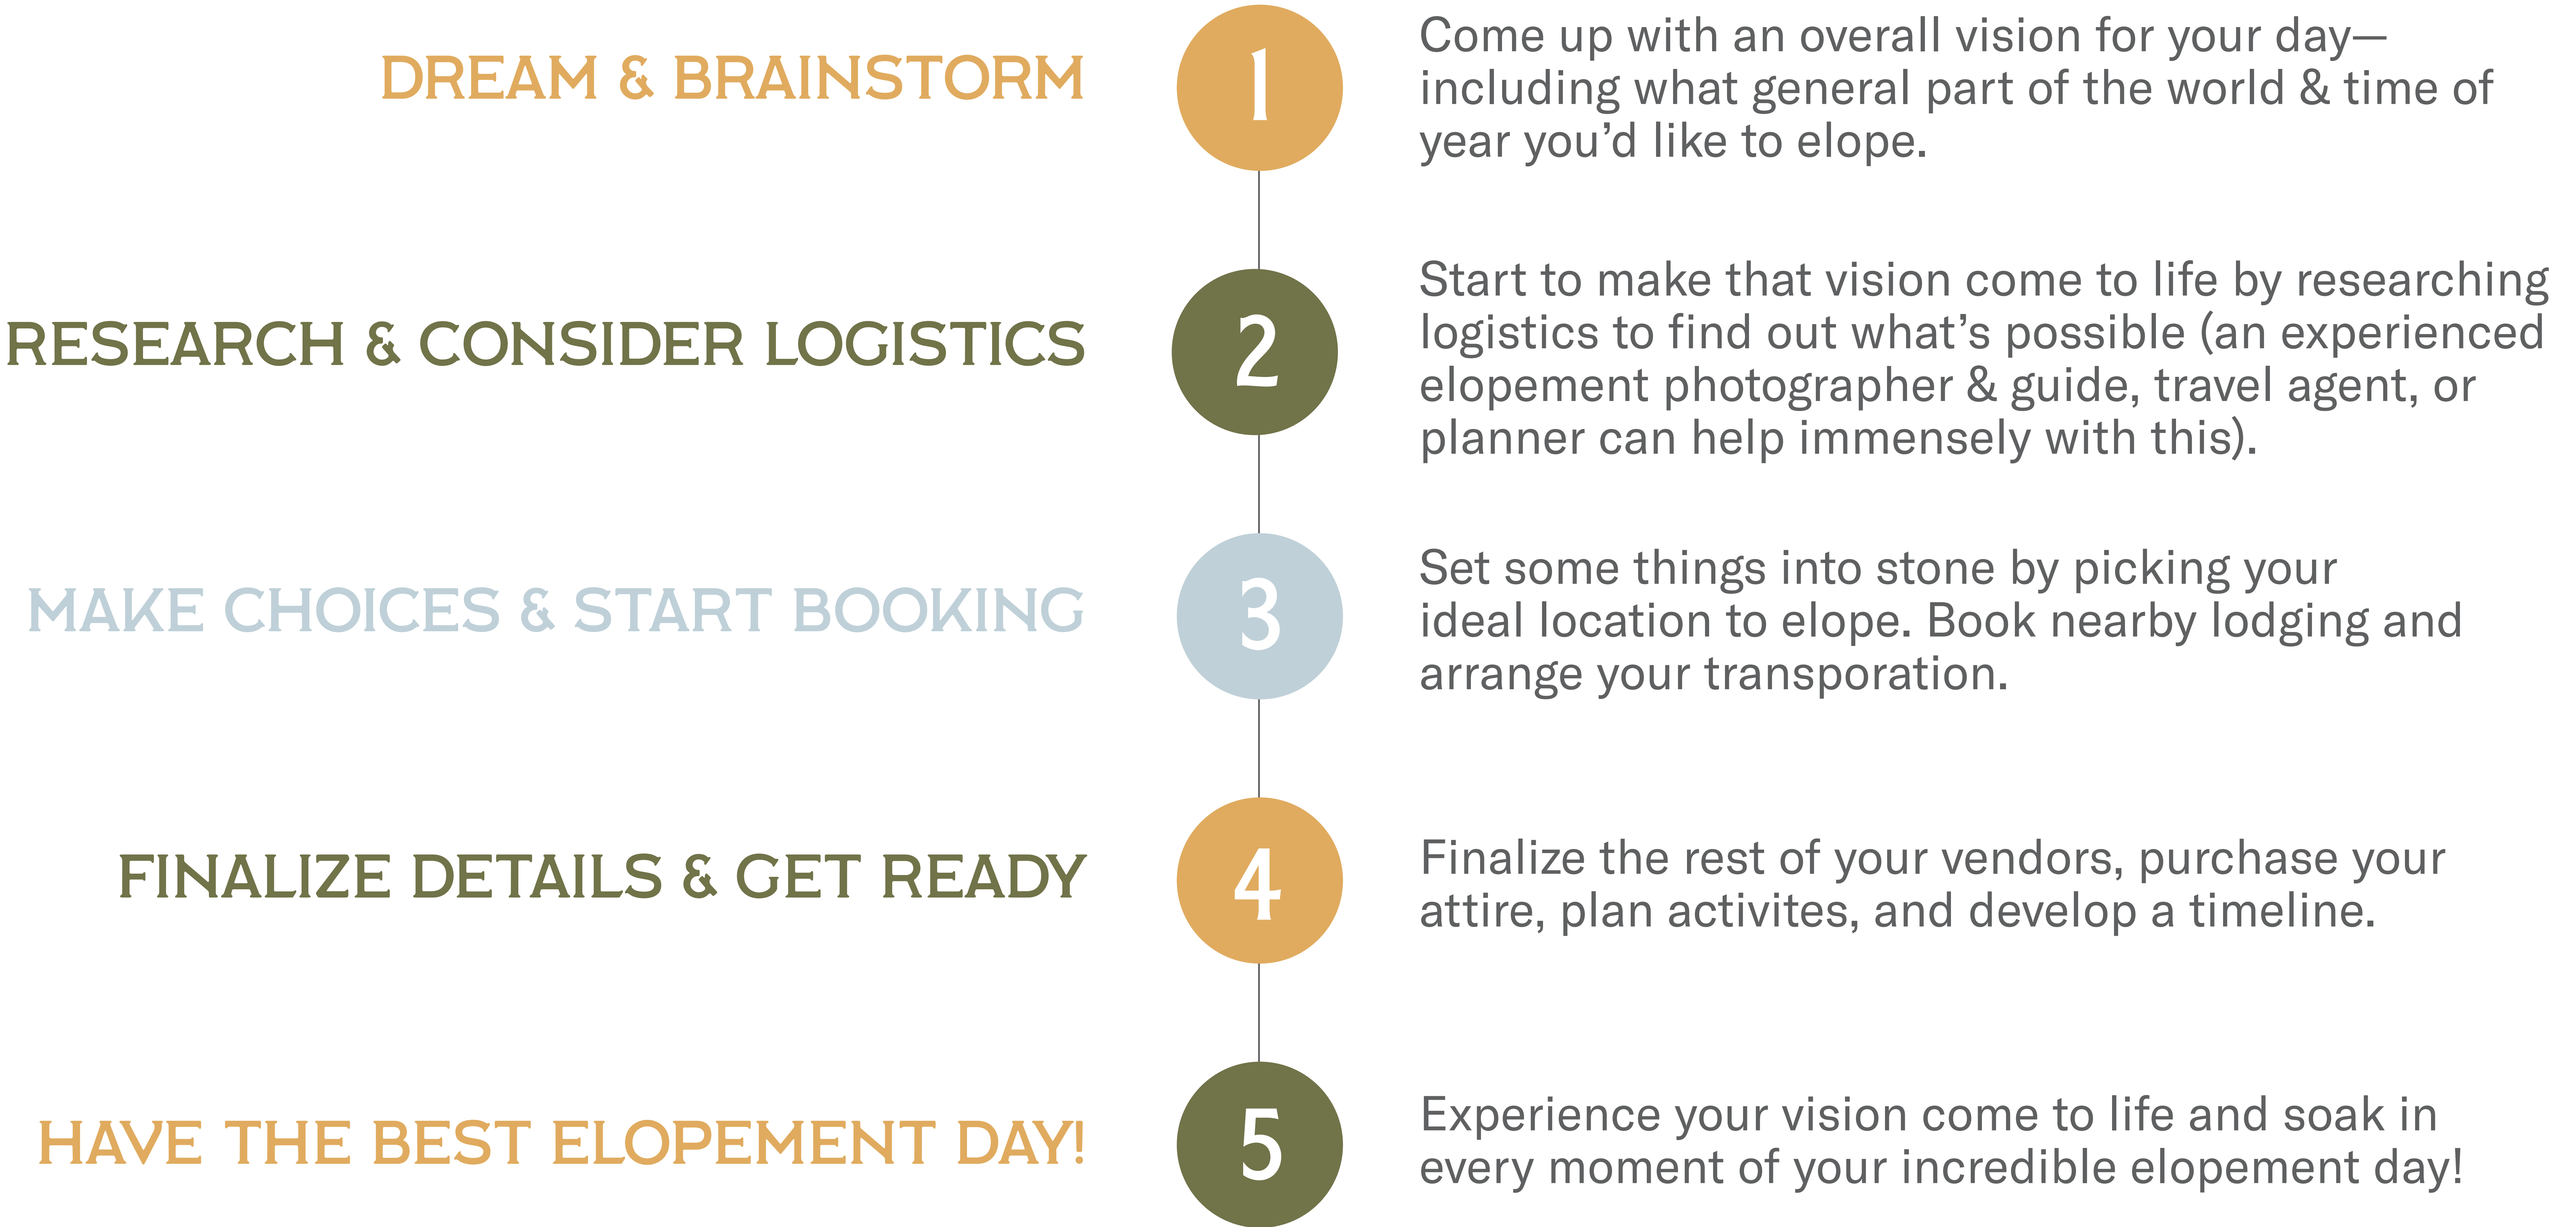 DREAM & BRAINSTORM
1
Come up with an overall vision for your day—
including what general part of the world & time of
year you’d like to elope.
RESEARCH & CONSIDER LOGISTICS
2
Start to make that vision come to life by researching
logistics to find out what’s possible (an experienced
elopement photographer & guide, travel agent, or
planner can help immensely with this).
MAKE CHOICES & START BOOKING
3
Set some things into stone by picking your
ideal location to elope. Book nearby lodging and
arrange your transporation.
FINALIZE DETAILS & GET READY
4
Finalize the rest of your vendors, purchase your
attire, plan activites, and develop a timeline.
HAVE THE BEST ELOPEMENT DAY!
5
Experience your vision come to life and soak in
every moment of your incredible elopement day!